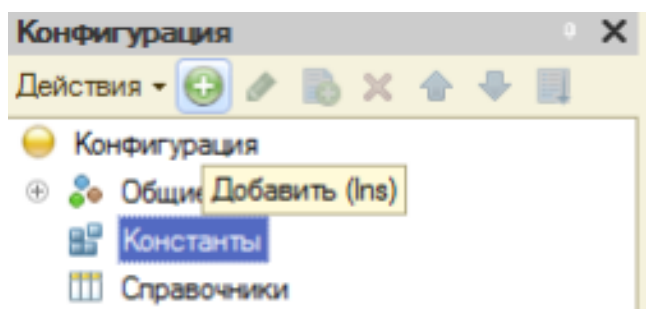 Конфигурация
Действия
Конфигурация
Общие
Добавить (Ins)
Константы
Справочники